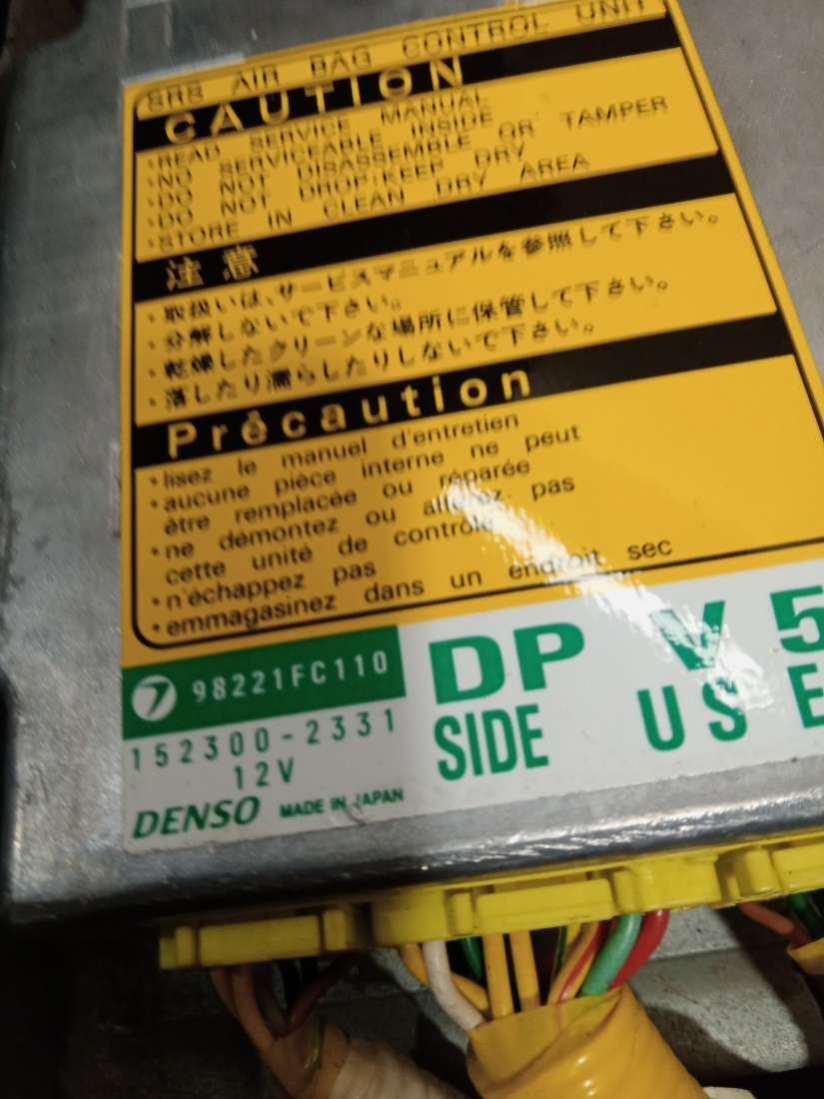 SRS AIR BAG CONTROL UNIT
CAUTION
・READ SERVICE MANUAL
・NO SERVICEABLE INSIDE
・DO NOT DISASSEMBLE OR TAMPER
・DO NOT DROP;KEEP DRY
・STORE IN CLEAN DRY AREA
注意
・取扱いは、サービスマニュアルを参照して下さい。
・分解しないで下さい。
・乾燥したクリーンな場所に保管して下さい。
・落したり濡らしたりしないで下さい。
Précaution
・lisez le manuel d'entretien
・aucune pièce interne ne peut
être remplacée ou réparée
・ne démontez ou altérez pas
cette unité de contrôle
・n'échappez pas
・emmagasinez dans un endroit sec
7 98221FC110
152300-2331
12V
DENSO MADE IN JAPAN
DP V 5
SIDE US E